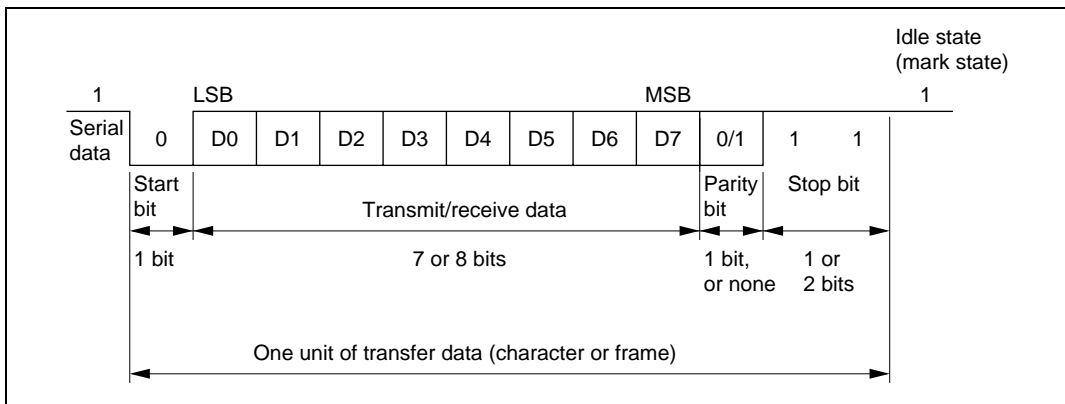 Idle state
(mark state)
1 LSB MSB 1
Serial
data
0 D0 D1 D2 D3 D4 D5 D6 D7 0/1 1 1
Start
bit
Transmit/receive data
Parity
bit
Stop bit
1 bit
7 or 8 bits
1 bit,
or none
1 or
2 bits
One unit of transfer data (character or frame)